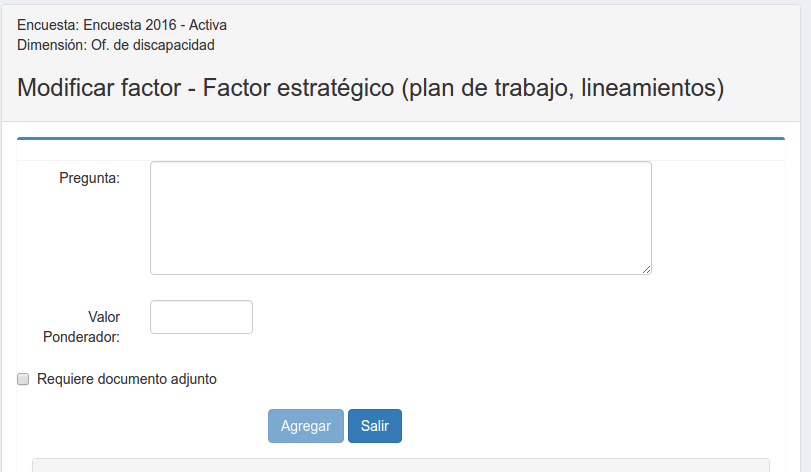 Encuesta: Encuesta 2016 - Activa
Dimensión: Of. de discapacidad
Modificar factor - Factor estratégico (plan de trabajo, lineamientos)
Pregunta:
Valor
Ponderador:
Requiere documento adjunto
Agregar Salir